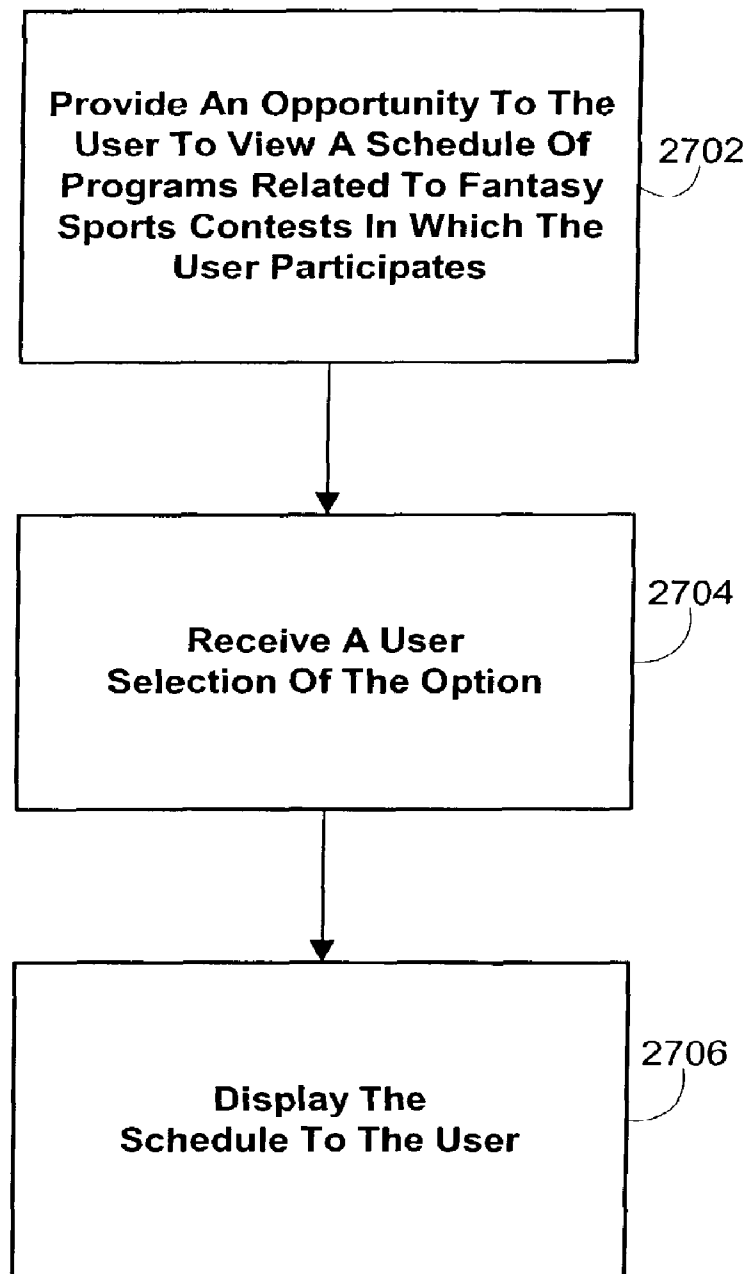 Provide An Opportunity To The
User To View A Schedule Of
Programs Related To Fantasy
Sports Contests In Which The
User Participates
2702
2704
Receive A User
Selection Of The Option
2706
Display The
Schedule To The User